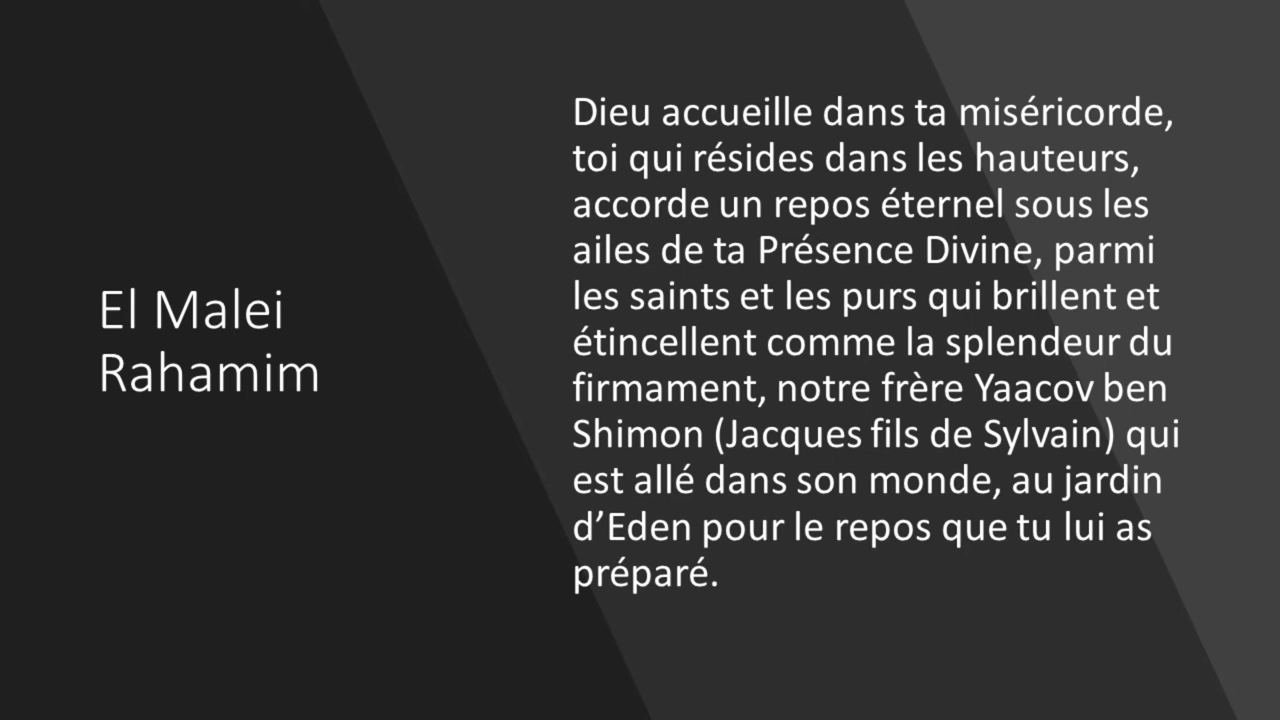 El Malei
Rahamim
Dieu accueille dans ta miséricorde,
toi qui résides dans les hauteurs,
accorde un repos éternel sous les
ailes de ta Présence Divine, parmi
les saints et les purs qui brillent et
étincellent comme la splendeur du
firmament, notre frère Yaacov ben
Shimon (Jacques fils de Sylvain) qui
est allé dans son monde, au jardin
d’Eden pour le repos que tu lui as
préparé.